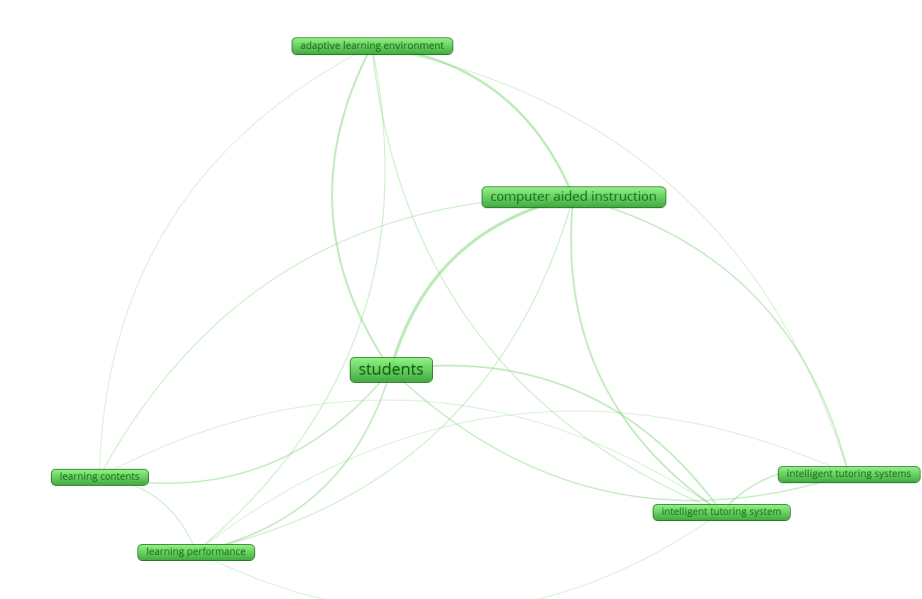 adaptive learning environment
computer aided instruction
students
learning contents
intelligent tutoring systems
intelligent tutoring system
learning performance